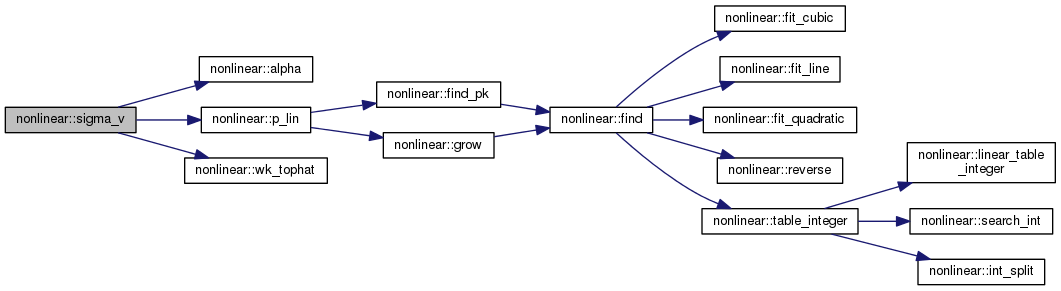 nonlinear::sigma_v
nonlinear::alpha
nonlinear::p_lin
nonlinear::wk_tophat
nonlinear::find_pk
nonlinear::grow
nonlinear::find
nonlinear::fit_cubic
nonlinear::fit_line
nonlinear::fit_quadratic
nonlinear::reverse
nonlinear::table_integer
nonlinear::linear_table
_integer
nonlinear::search_int
nonlinear::int_split